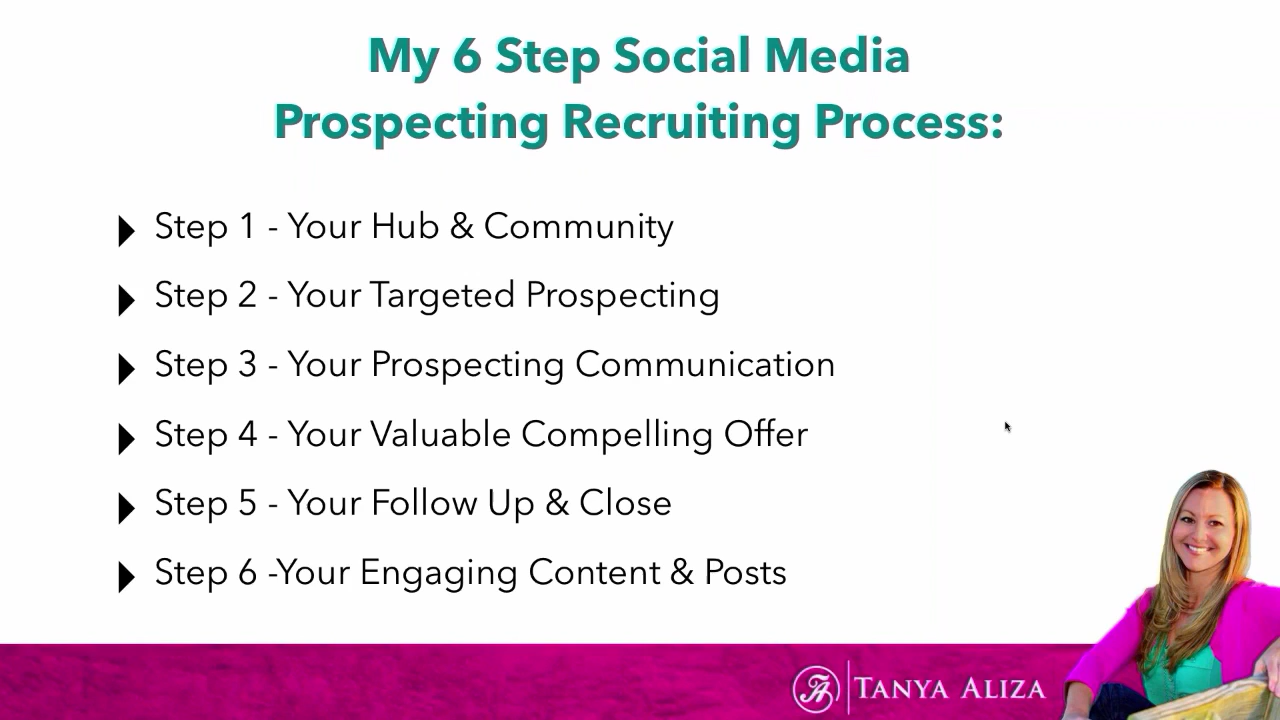 My 6 Step Social Media
Prospecting Recruiting Process:
Step 1 - Your Hub & Community
Step 2 - Your Targeted Prospecting
Step 3 - Your Prospecting Communication
Step 4 - Your Valuable Compelling Offer
Step 5 - Your Follow Up & Close
Step 6 -Your Engaging Content & Posts
TA TANYA ALIZA